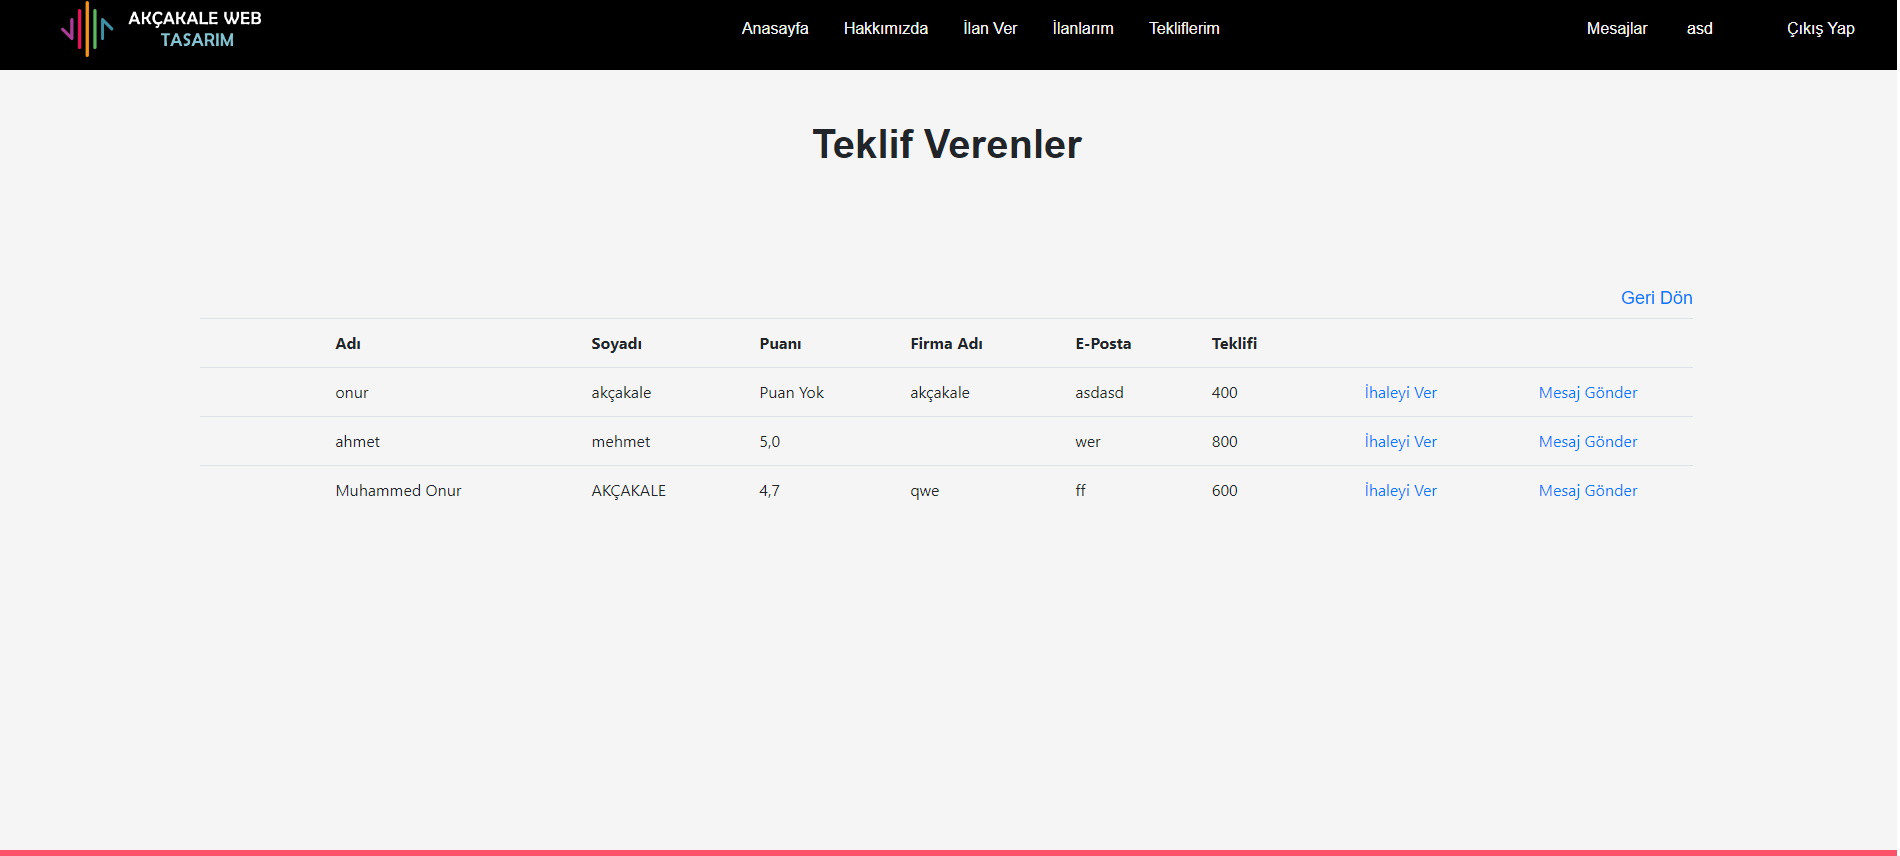 AKÇAKALE WEB
TASARIM
Anasayfa Hakkımızda İlan Ver İlanlarım Tekliflerim Mesajlar asd Çıkış Yap
Teklif Verenler
Geri Dön
Adı Soyadı Puanı Firma Adı E-Posta Teklifi
onur akçakale Puan Yok akçakale asdasd 400 İhaleyi Ver Mesaj Gönder
ahmet mehmet 5,0 wer 800 İhaleyi Ver Mesaj Gönder
Muhammed Onur AKÇAKALE 4,7 qwe ff 600 İhaleyi Ver Mesaj Gönder